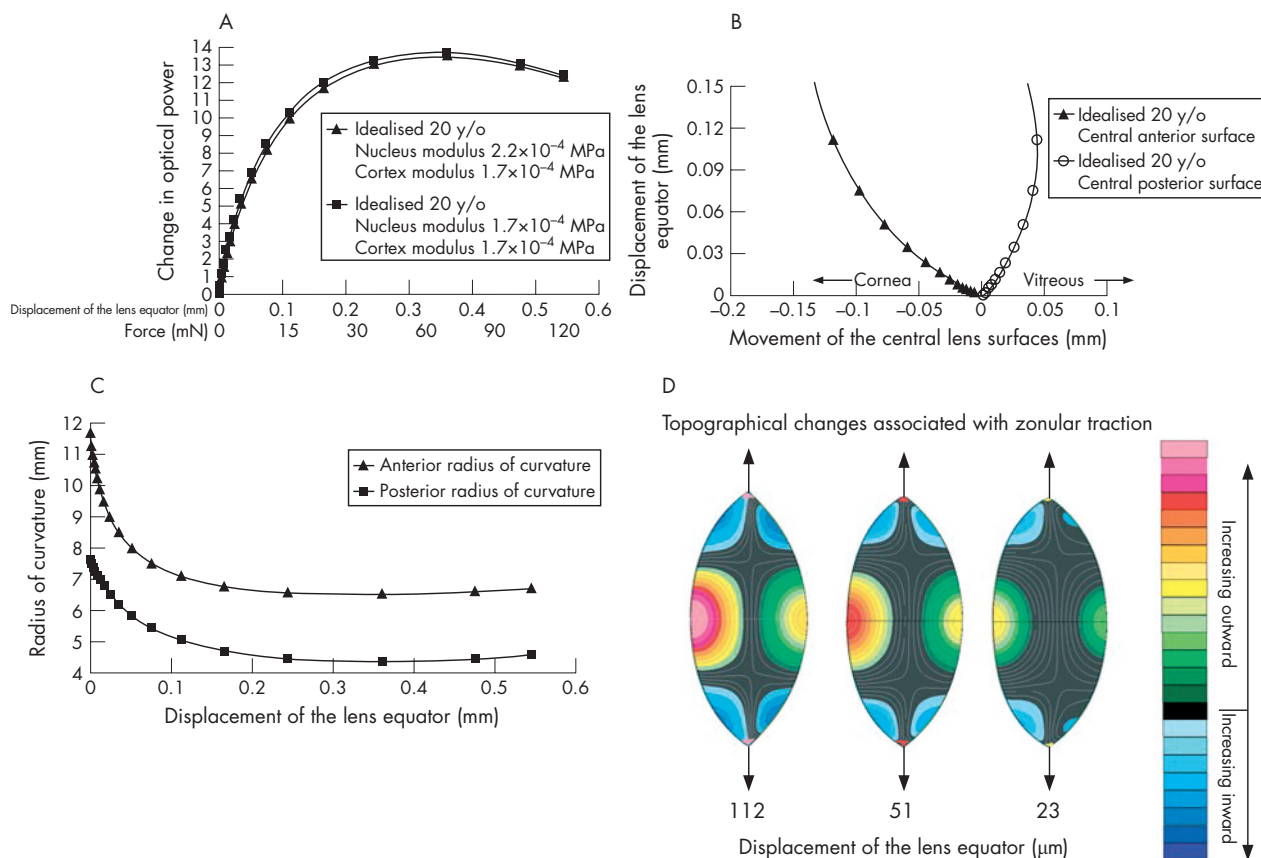 A
Change in optical power
14
13
12
11
10
9
8
7
6
5
4
3
2
1
0
Idealised 20 y/o
Nucleus modulus 2.2×10⁻⁴ MPa
Cortex modulus 1.7×10⁻⁴ MPa
Idealised 20 y/o
Nucleus modulus 1.7×10⁻⁴ MPa
Cortex modulus 1.7×10⁻⁴ MPa
Displacement of the lens equator (mm) 0 0.1 0.2 0.3 0.4 0.5 0.6
Force (mN) 0 15 30 60 90 120
B
Displacement of the lens
equator (mm)
0.15
0.12
0.09
0.06
0.03
0
Idealised 20 y/o
Central anterior surface
Idealised 20 y/o
Central posterior surface
Cornea Vitreous
−0.2 −0.15 −0.1 −0.05 0 0.05 0.1
Movement of the central lens surfaces (mm)
C
Radius of curvature (mm)
12
11
10
9
8
7
6
5
4
Anterior radius of curvature
Posterior radius of curvature
0 0.1 0.2 0.3 0.4 0.5 0.6
Displacement of the lens equator (mm)
D
Topographical changes associated with zonular traction
112 51 23
Displacement of the lens equator (µm)
Increasing outward
Increasing inward